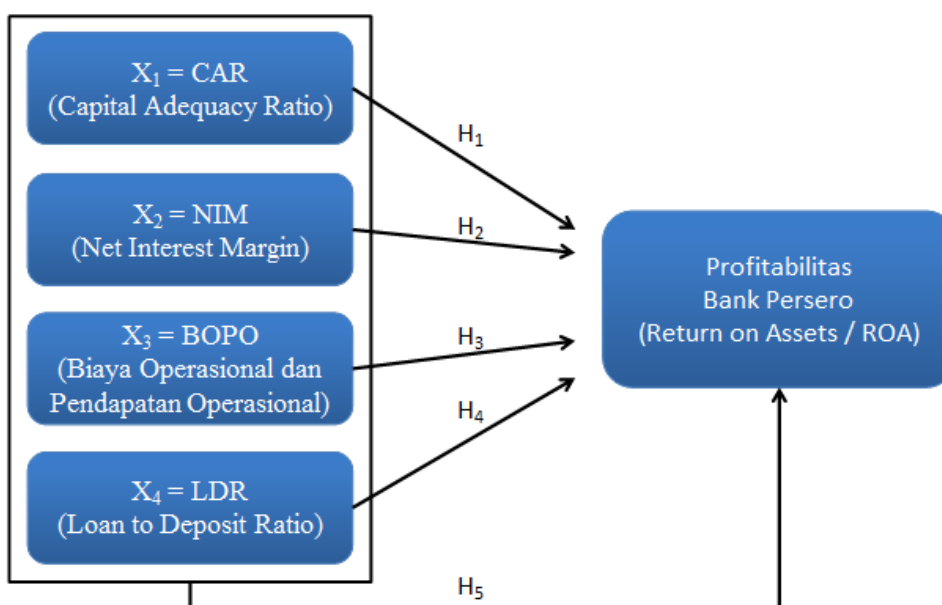 X₁ = CAR
(Capital Adequacy Ratio)
H₁
X₂ = NIM
(Net Interest Margin)
H₂
X₃ = BOPO
(Biaya Operasional dan
Pendapatan Operasional)
H₃
X₄ = LDR
(Loan to Deposit Ratio)
H₄
Profitabilitas
Bank Persero
(Return on Assets / ROA)
H₅